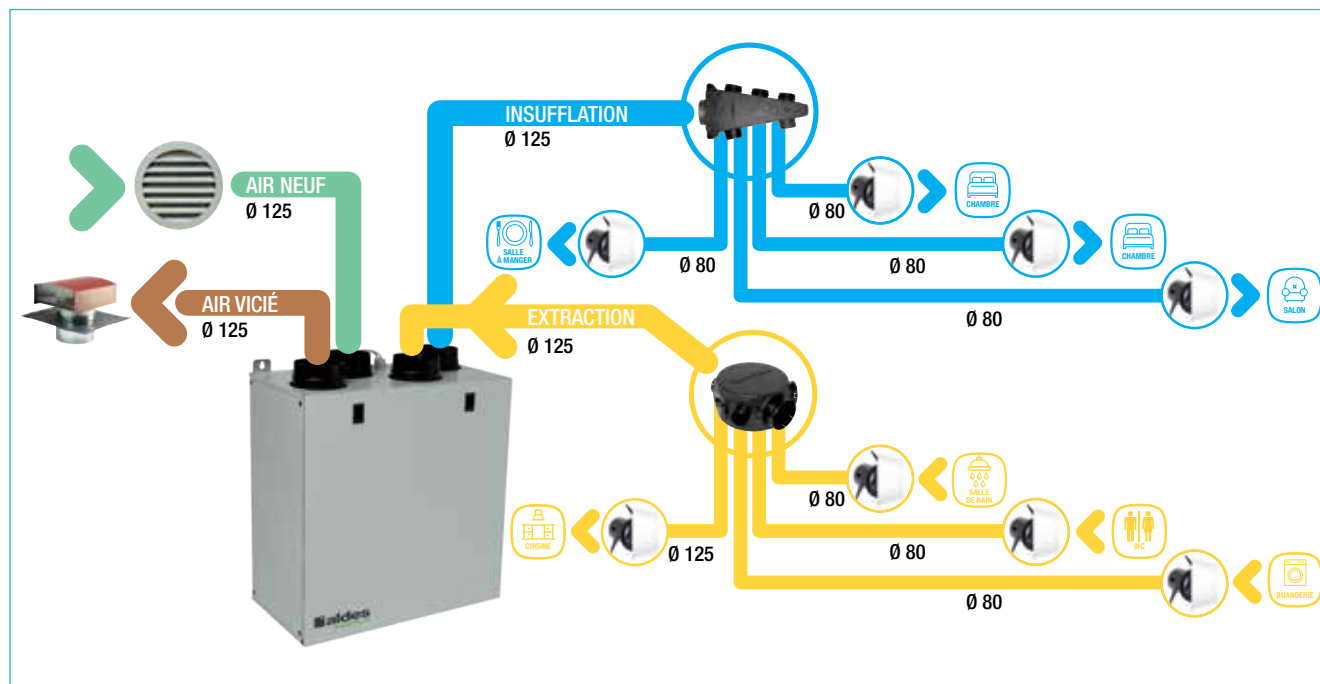 INSUFFLATION
Ø 125
AIR NEUF
Ø 125
Ø 80
CHAMBRE
SALLE
À MANGER
Ø 80
Ø 80
CHAMBRE
AIR VICIÉ
Ø 125
EXTRACTION
Ø 125
Ø 80
SALON
Ø 80
SALLE
DE BAIN
CUISINE
Ø 125
Ø 80
WC
Ø 80
BUANDERIE
aldes